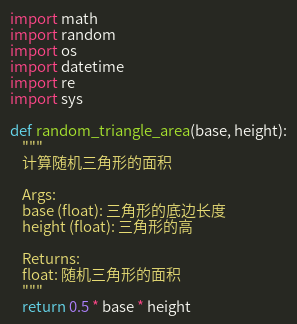 import math
import random
import os
import datetime
import re
import sys

def random_triangle_area(base, height):
    """
    计算随机三角形的面积

    Args:
    base (float): 三角形的底边长度
    height (float): 三角形的高

    Returns:
    float: 随机三角形的面积
    """
    return 0.5 * base * height